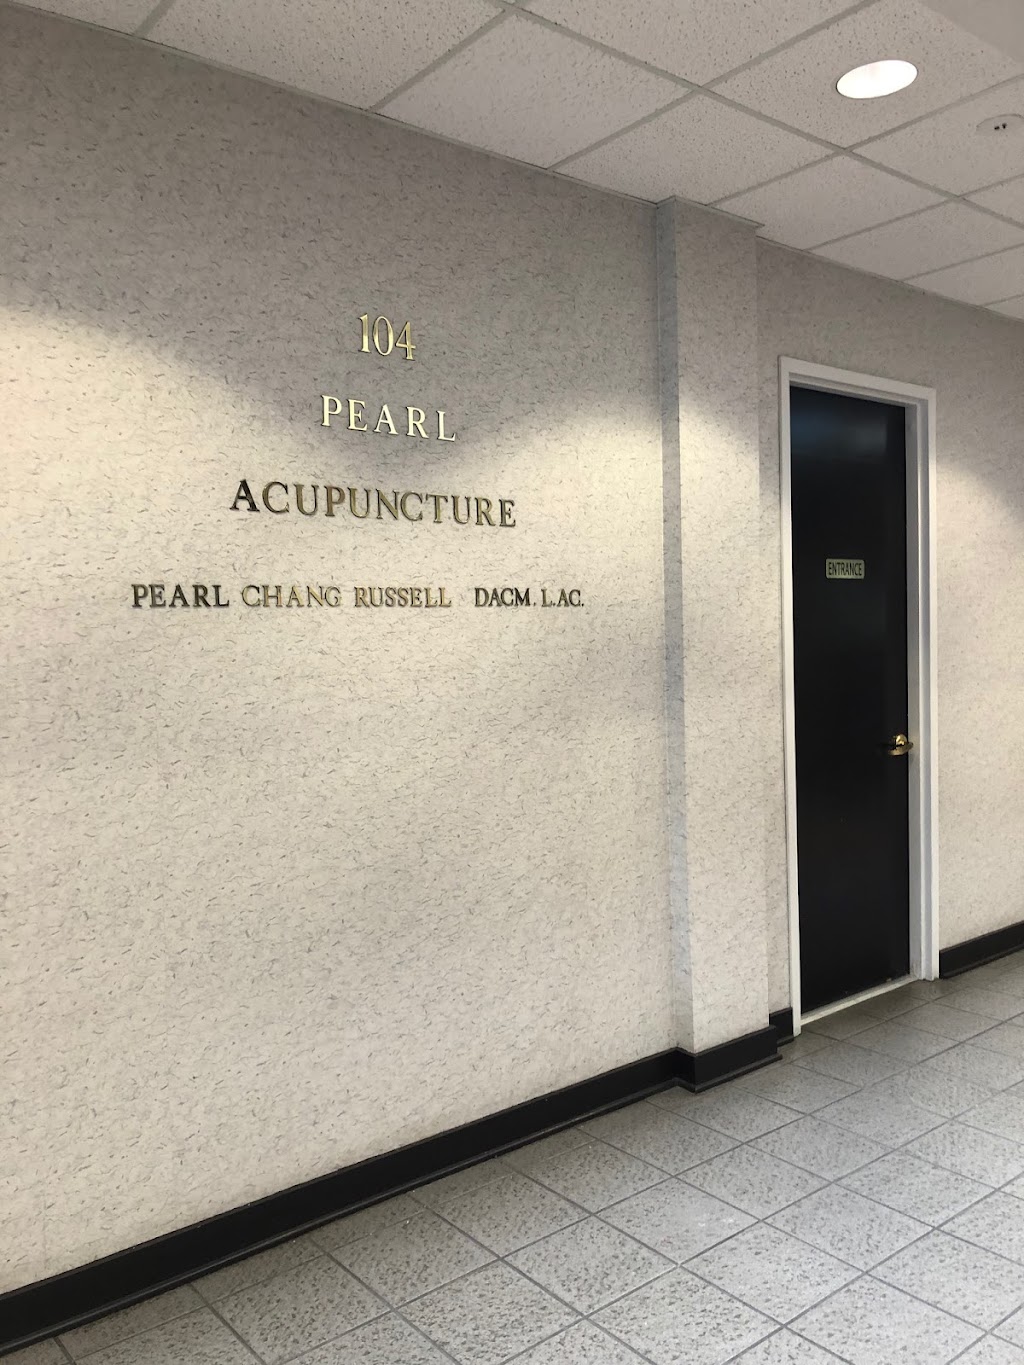 104
PEARL
ACUPUNCTURE
PEARL CHANG RUSSELL DACM. L.AC.
ENTRANCE